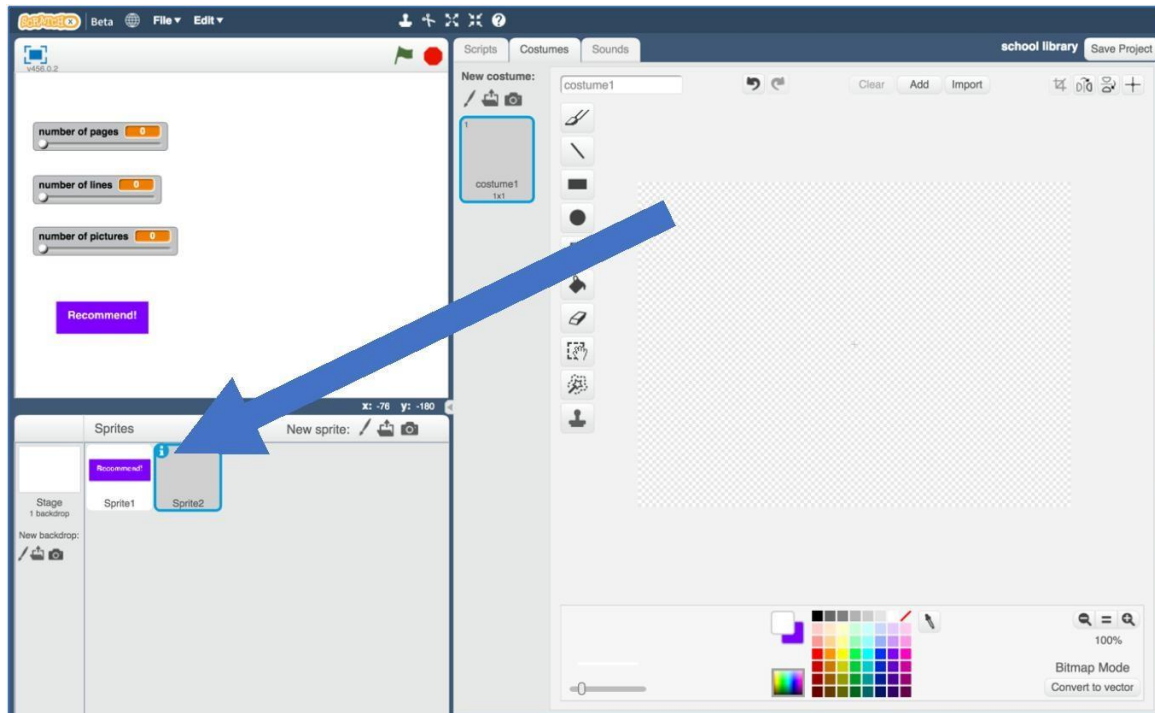 SCRATCHX Beta File Edit
v456.0.2
number of pages 0
number of lines 0
number of pictures 0
Recommend!
x: -76 y: -180
Sprites New sprite:
Stage
1 backdrop
New backdrop:
Recommend!
Sprite1
i
Sprite2
Scripts Costumes Sounds
school library Save Project
New costume:
1
costume1
1x1
costume1
Clear Add Import
100%
Bitmap Mode
Convert to vector